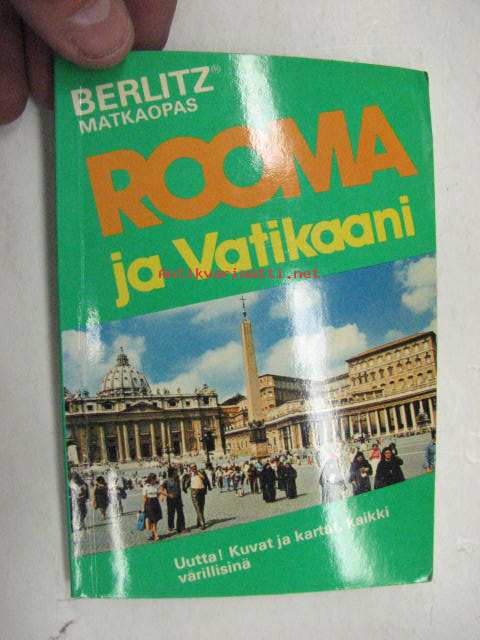 BERLITZ®
MATKAOPAS
ROOMA
ja Vatikaani
antikvariaatti.net
Uutta! Kuvat ja kartat, kaikki
värillisinä